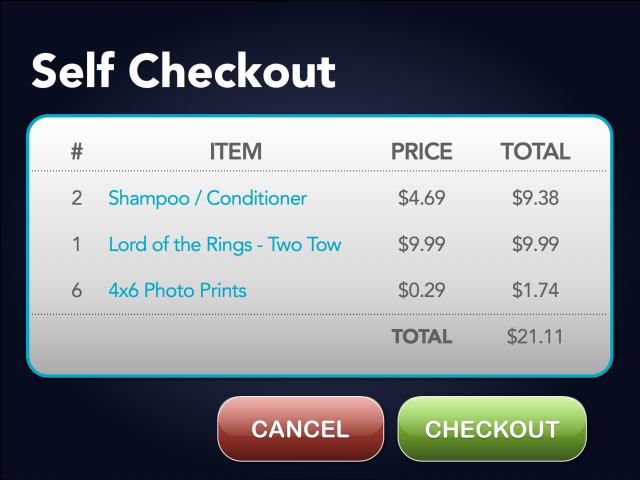 Self Checkout
# ITEM PRICE TOTAL
2 Shampoo / Conditioner $4.69 $9.38
1 Lord of the Rings - Two Tow $9.99 $9.99
6 4x6 Photo Prints $0.29 $1.74
TOTAL $21.11
CANCEL CHECKOUT